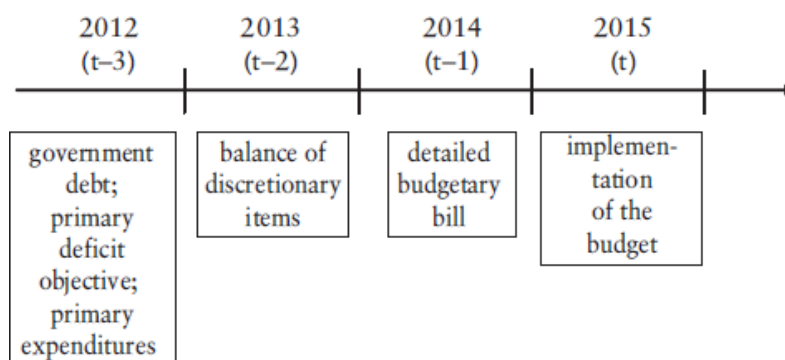 2012
(t–3)
2013
(t–2)
2014
(t–1)
2015
(t)
government
debt;
primary
deficit
objective;
primary
expenditures
balance of
discretionary
items
detailed
budgetary
bill
implemen-
tation
of the
budget